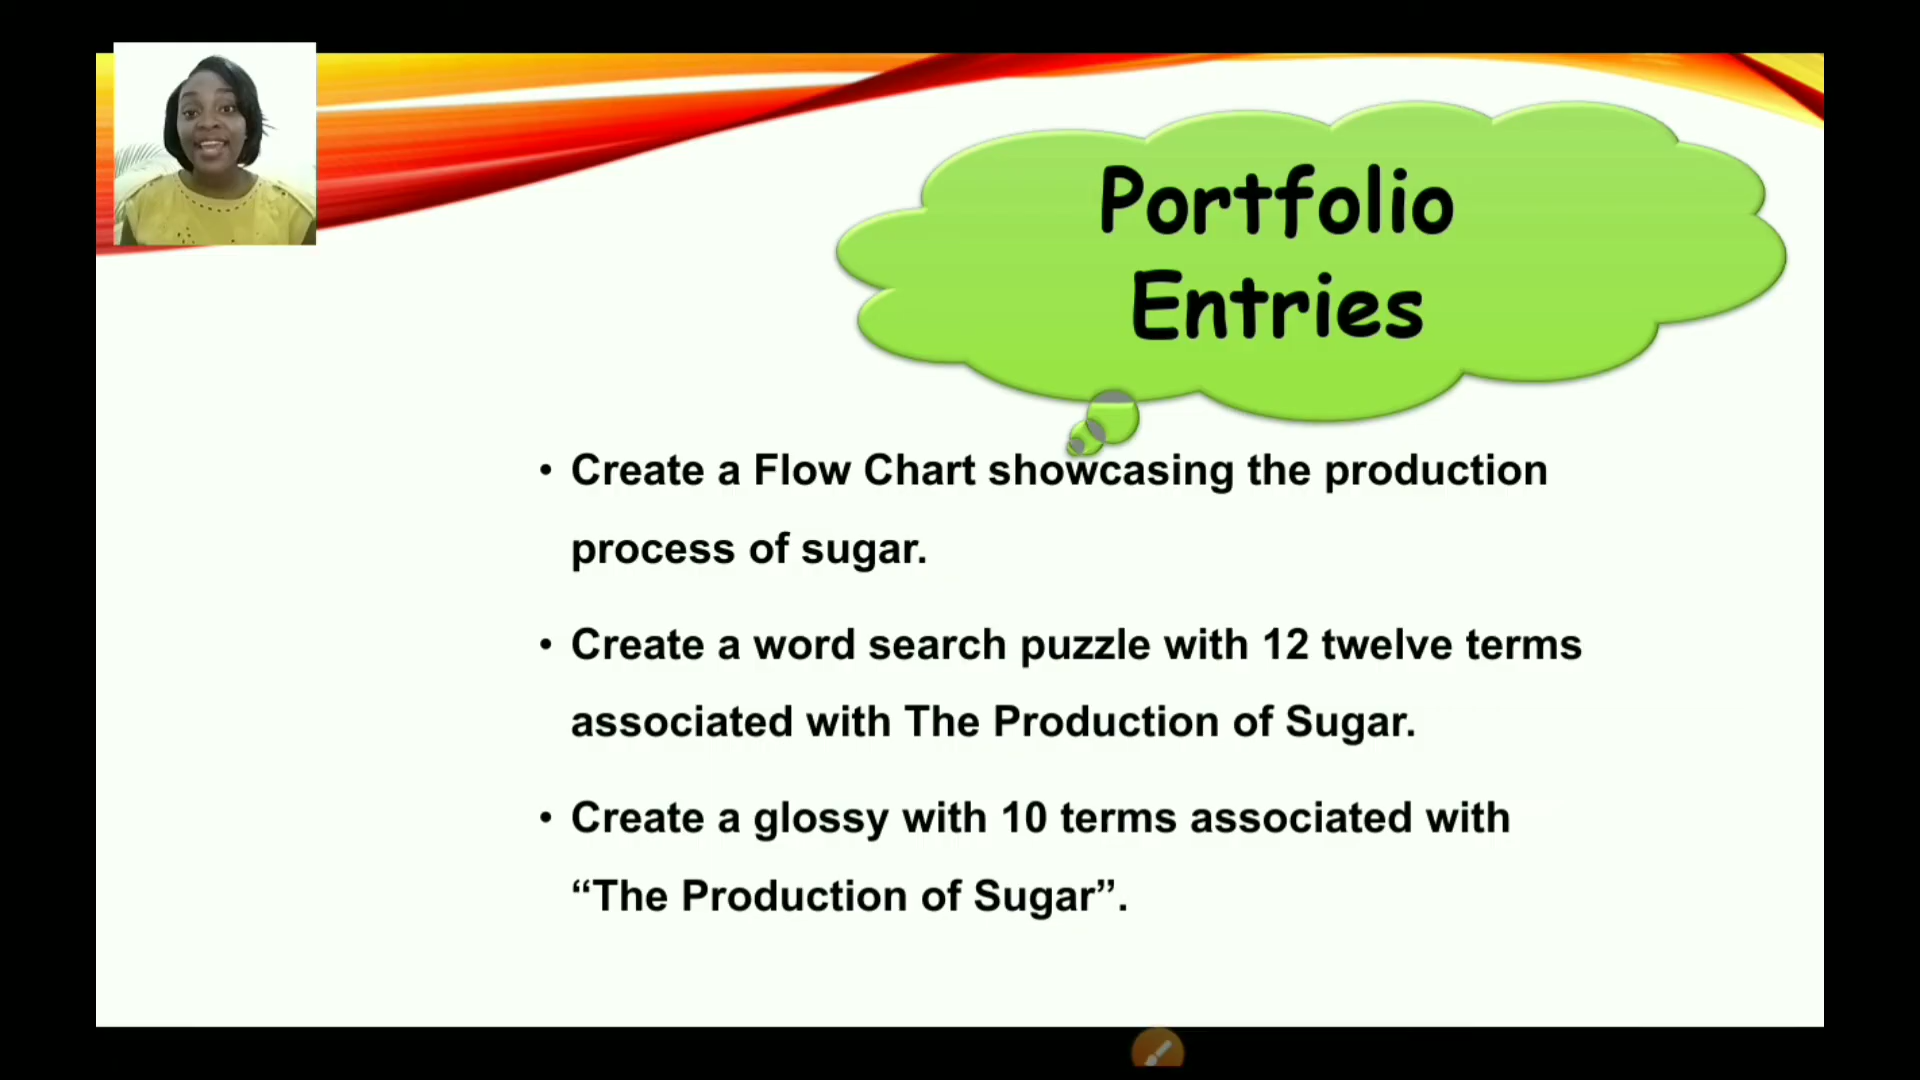 Portfolio
Entries
• Create a Flow Chart showcasing the production
process of sugar.
• Create a word search puzzle with 12 twelve terms
associated with The Production of Sugar.
• Create a glossy with 10 terms associated with
“The Production of Sugar”.